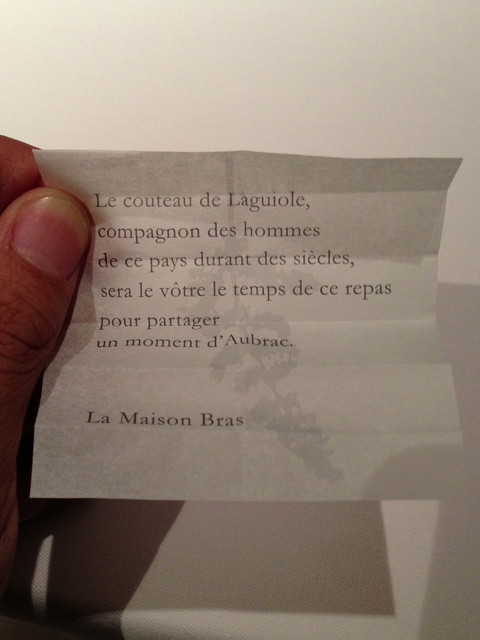 Le couteau de Laguiole,
compagnon des hommes
de ce pays durant des siècles,
sera le vôtre le temps de ce repas
pour partager
un moment d'Aubrac.
La Maison Bras